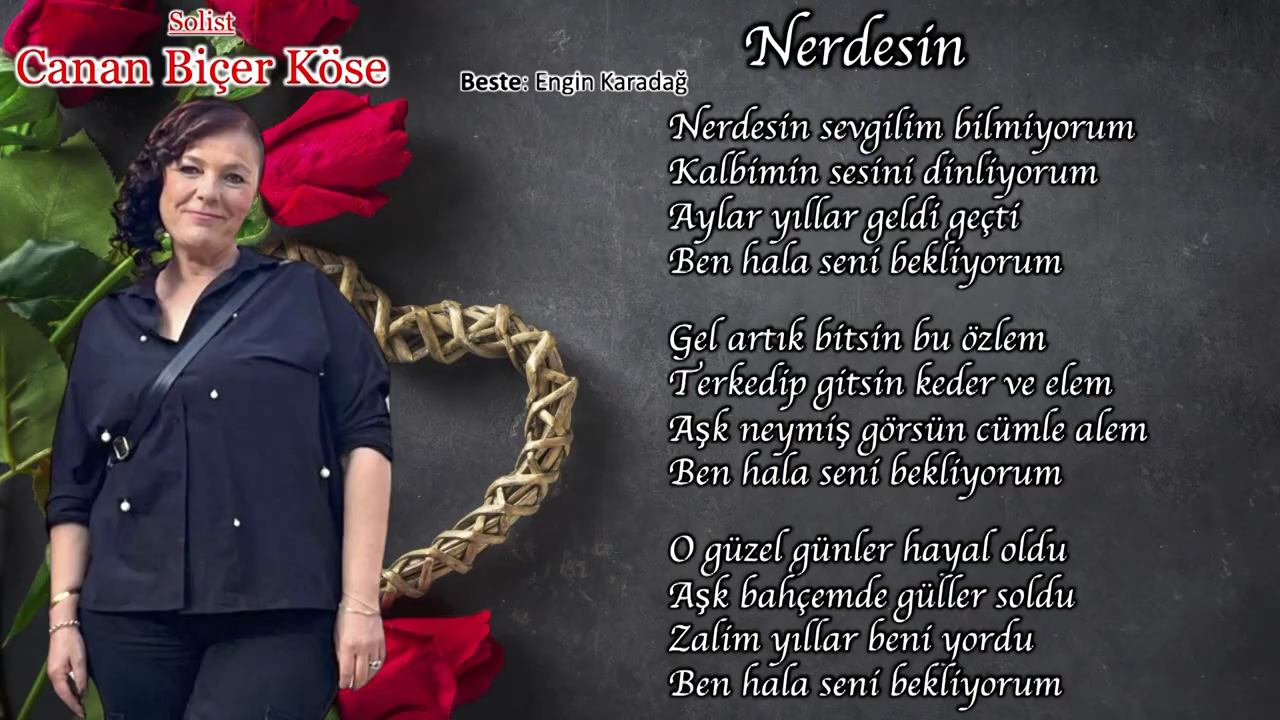 Solist
Canan Biçer Köse
Beste: Engin Karadağ
Nerdesin
Nerdesin sevgilim bilmiyorum
Kalbimin sesini dinliyorum
Aylar yıllar geldi geçti
Ben hala seni bekliyorum
Gel artık bitsin bu özlem
Terkedip gitsin keder ve elem
Aşk neymiş görsün cümle alem
Ben hala seni bekliyorum
O güzel günler hayal oldu
Aşk bahçemde güller soldu
Zalim yıllar beni yordu
Ben hala seni bekliyorum